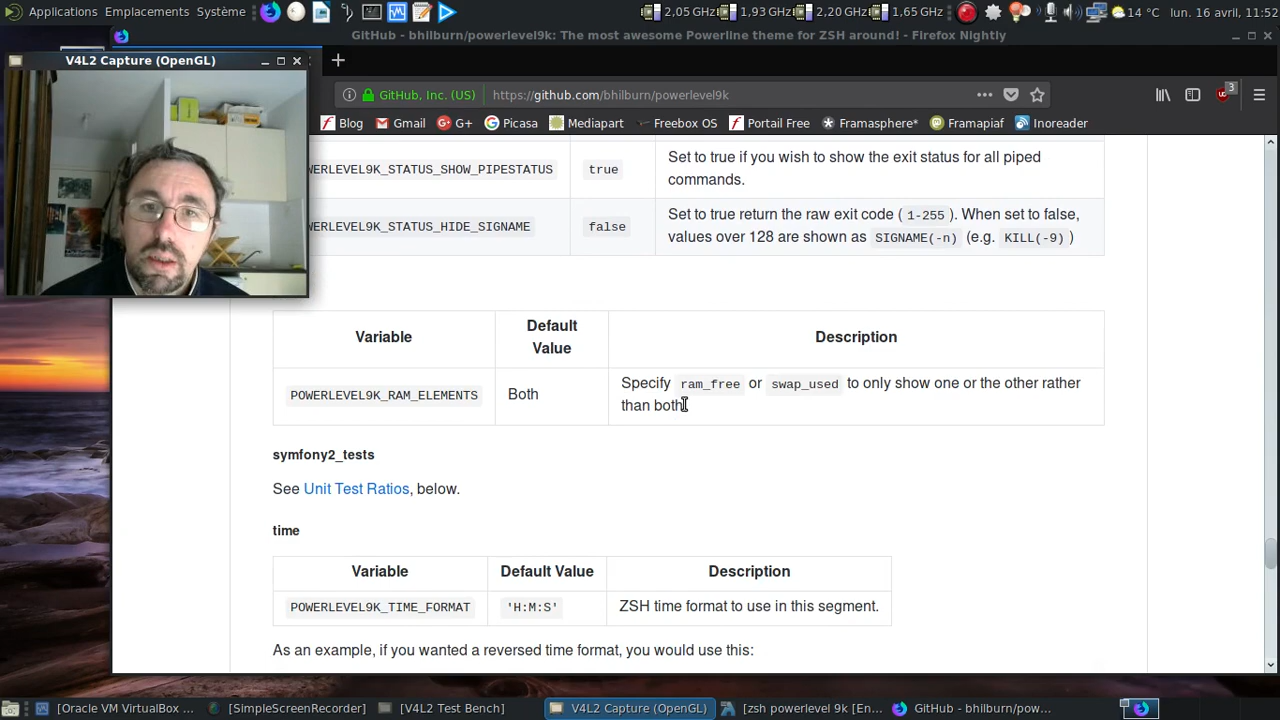 Applications Emplacements Système 2,05 GHz 1,93 GHz 2,10 GHz 1,65 GHz 14 °C lun. 16 avril, 11:52
GitHub - bhilburn/powerlevel9k: The most awesome Powerline theme for ZSH around! - Firefox Nightly
V4L2 Capture (OpenGL)
GitHub, Inc. (US) https://github.com/bhilburn/powerlevel9k 3
Blog Gmail G+ Picasa Mediapart Freebox OS Portail Free Framasphere* Framapiaf Inoreader
OWERLEVEL9K_STATUS_SHOW_PIPESTATUS true Set to true if you wish to show the exit status for all piped
commands.
OWERLEVEL9K_STATUS_HIDE_SIGNAME false Set to true return the raw exit code ( 1-255 ). When set to false,
values over 128 are shown as SIGNAME(-n) (e.g. KILL(-9) )
Variable Default Value Description
POWERLEVEL9K_RAM_ELEMENTS Both Specify ram_free or swap_used to only show one or the other rather
than both.
symfony2_tests
See Unit Test Ratios, below.
time
Variable Default Value Description
POWERLEVEL9K_TIME_FORMAT 'H:M:S' ZSH time format to use in this segment.
As an example, if you wanted a reversed time format, you would use this:
[Oracle VM VirtualBox ... [SimpleScreenRecorder] [V4L2 Test Bench] V4L2 Capture (OpenGL) [zsh powerlevel 9k [En... GitHub - bhilburn/pow...